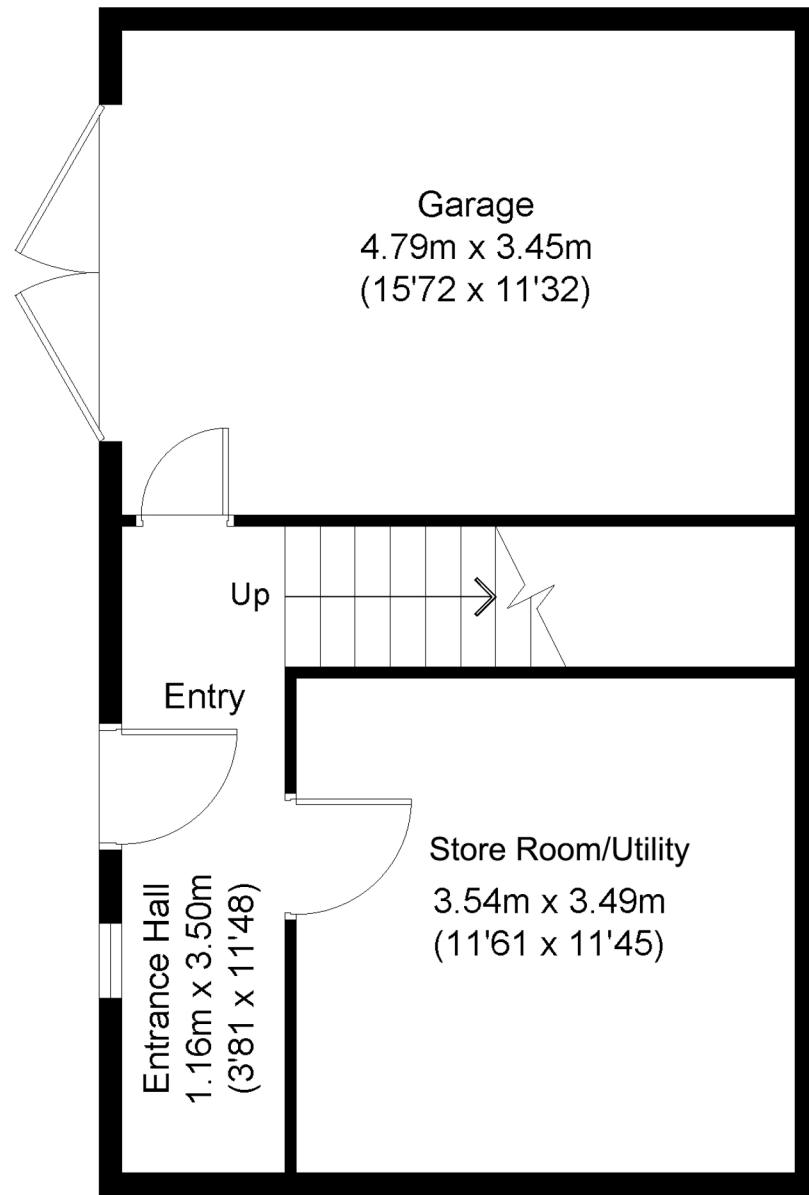 Garage
4.79m x 3.45m
(15'72 x 11'32)
Up
Entry
Store Room/Utility
3.54m x 3.49m
(11'61 x 11'45)
Entrance Hall
1.16m x 3.50m
(3'81 x 11'48)